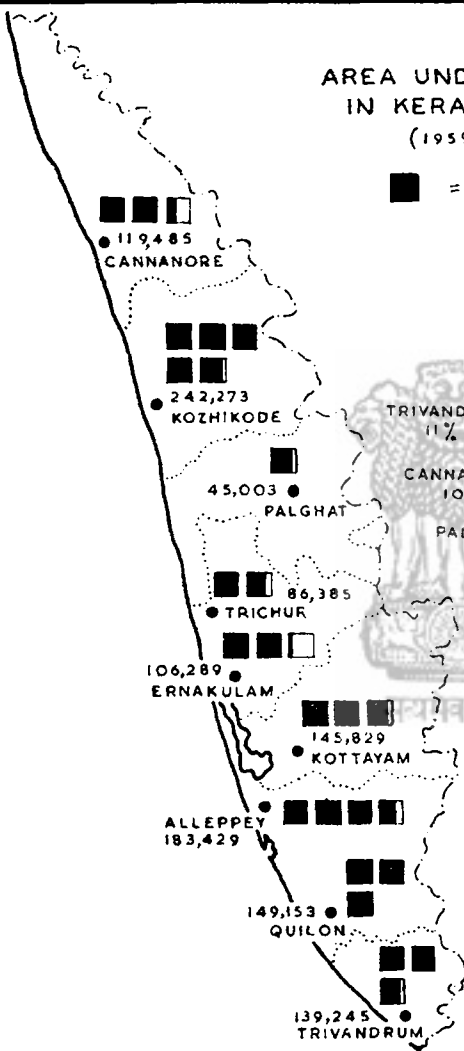 AREA UND
IN KERA
(1959
=
119,485
CANNANORE
242,273
KOZHIKODE
TRIVAND
11%
CANNA
10
45,003
PALGHAT
PAL
86,385
TRICHUR
106,289
ERNAKULAM
145,829
KOTTAYAM
ALLEPPEY
183,429
149,153
QUILON
139,245
TRIVANDRUM